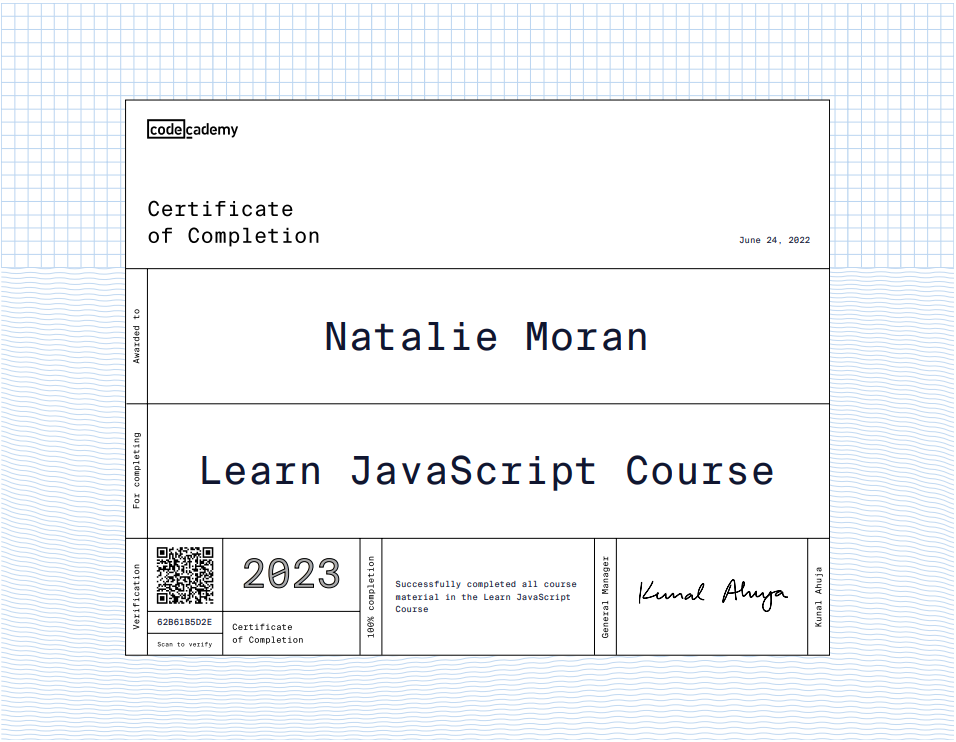 codecademy
Certificate
of Completion
June 24, 2022
Awarded to
Natalie Moran
For completing
Learn JavaScript Course
Verification
62B61B5D2E
Scan to verify
2023
Certificate
of Completion
100% completion
Successfully completed all course
material in the Learn JavaScript
Course
General Manager
Kunal Ahuja
Kunal Ahuja